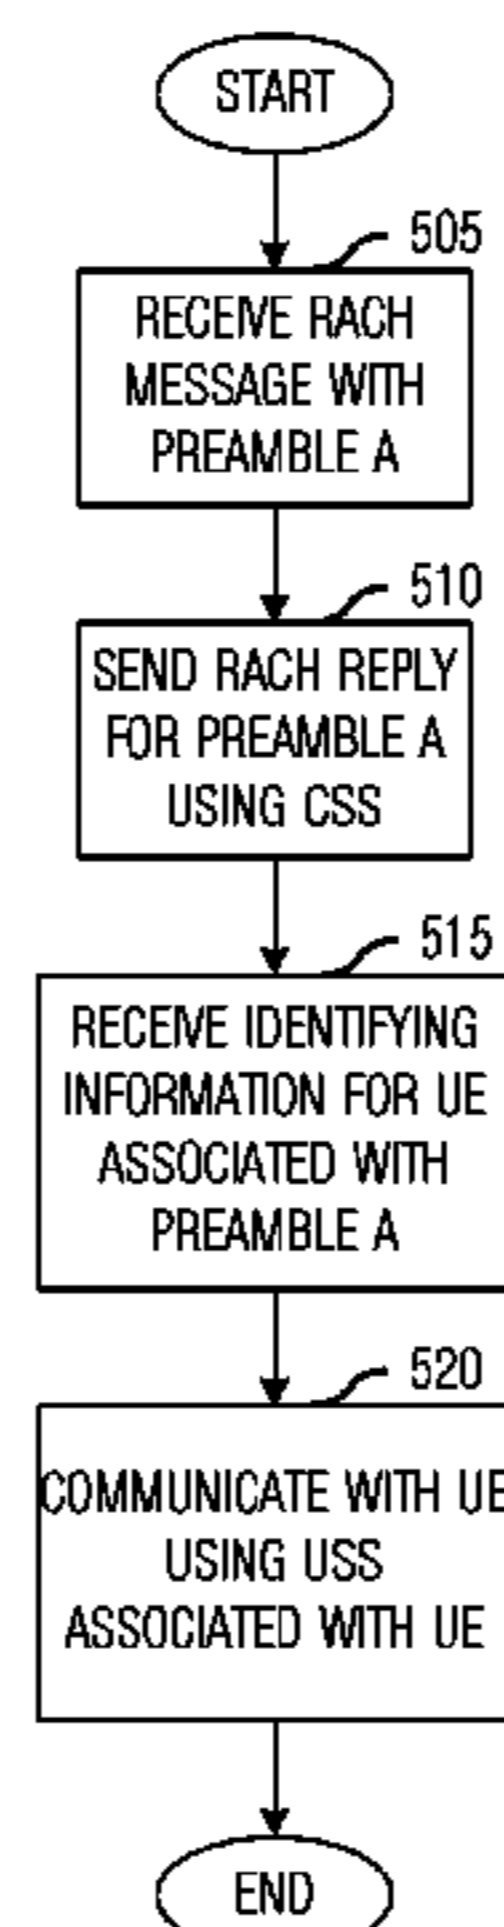 START
505
RECEIVE RACH
MESSAGE WITH
PREAMBLE A
510
SEND RACH REPLY
FOR PREAMBLE A
USING CSS
515
RECEIVE IDENTIFYING
INFORMATION FOR UE
ASSOCIATED WITH
PREAMBLE A
520
COMMUNICATE WITH UE
USING USS
ASSOCIATED WITH UE
END